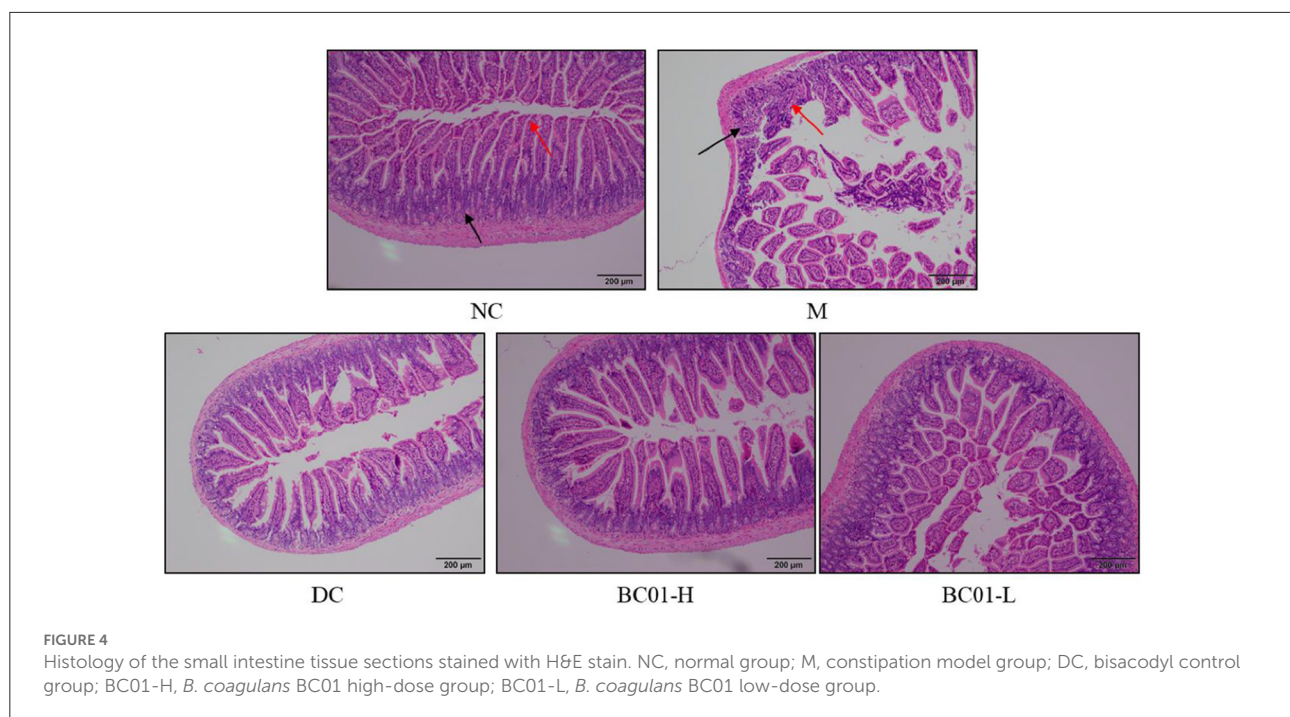 200 µm
200 µm
NC
M
200 µm
200 µm
200 µm
DC
BC01-H
BC01-L
FIGURE 4
Histology of the small intestine tissue sections stained with H&E stain. NC, normal group; M, constipation model group; DC, bisacodyl control
group; BC01-H, B. coagulans BC01 high-dose group; BC01-L, B. coagulans BC01 low-dose group.